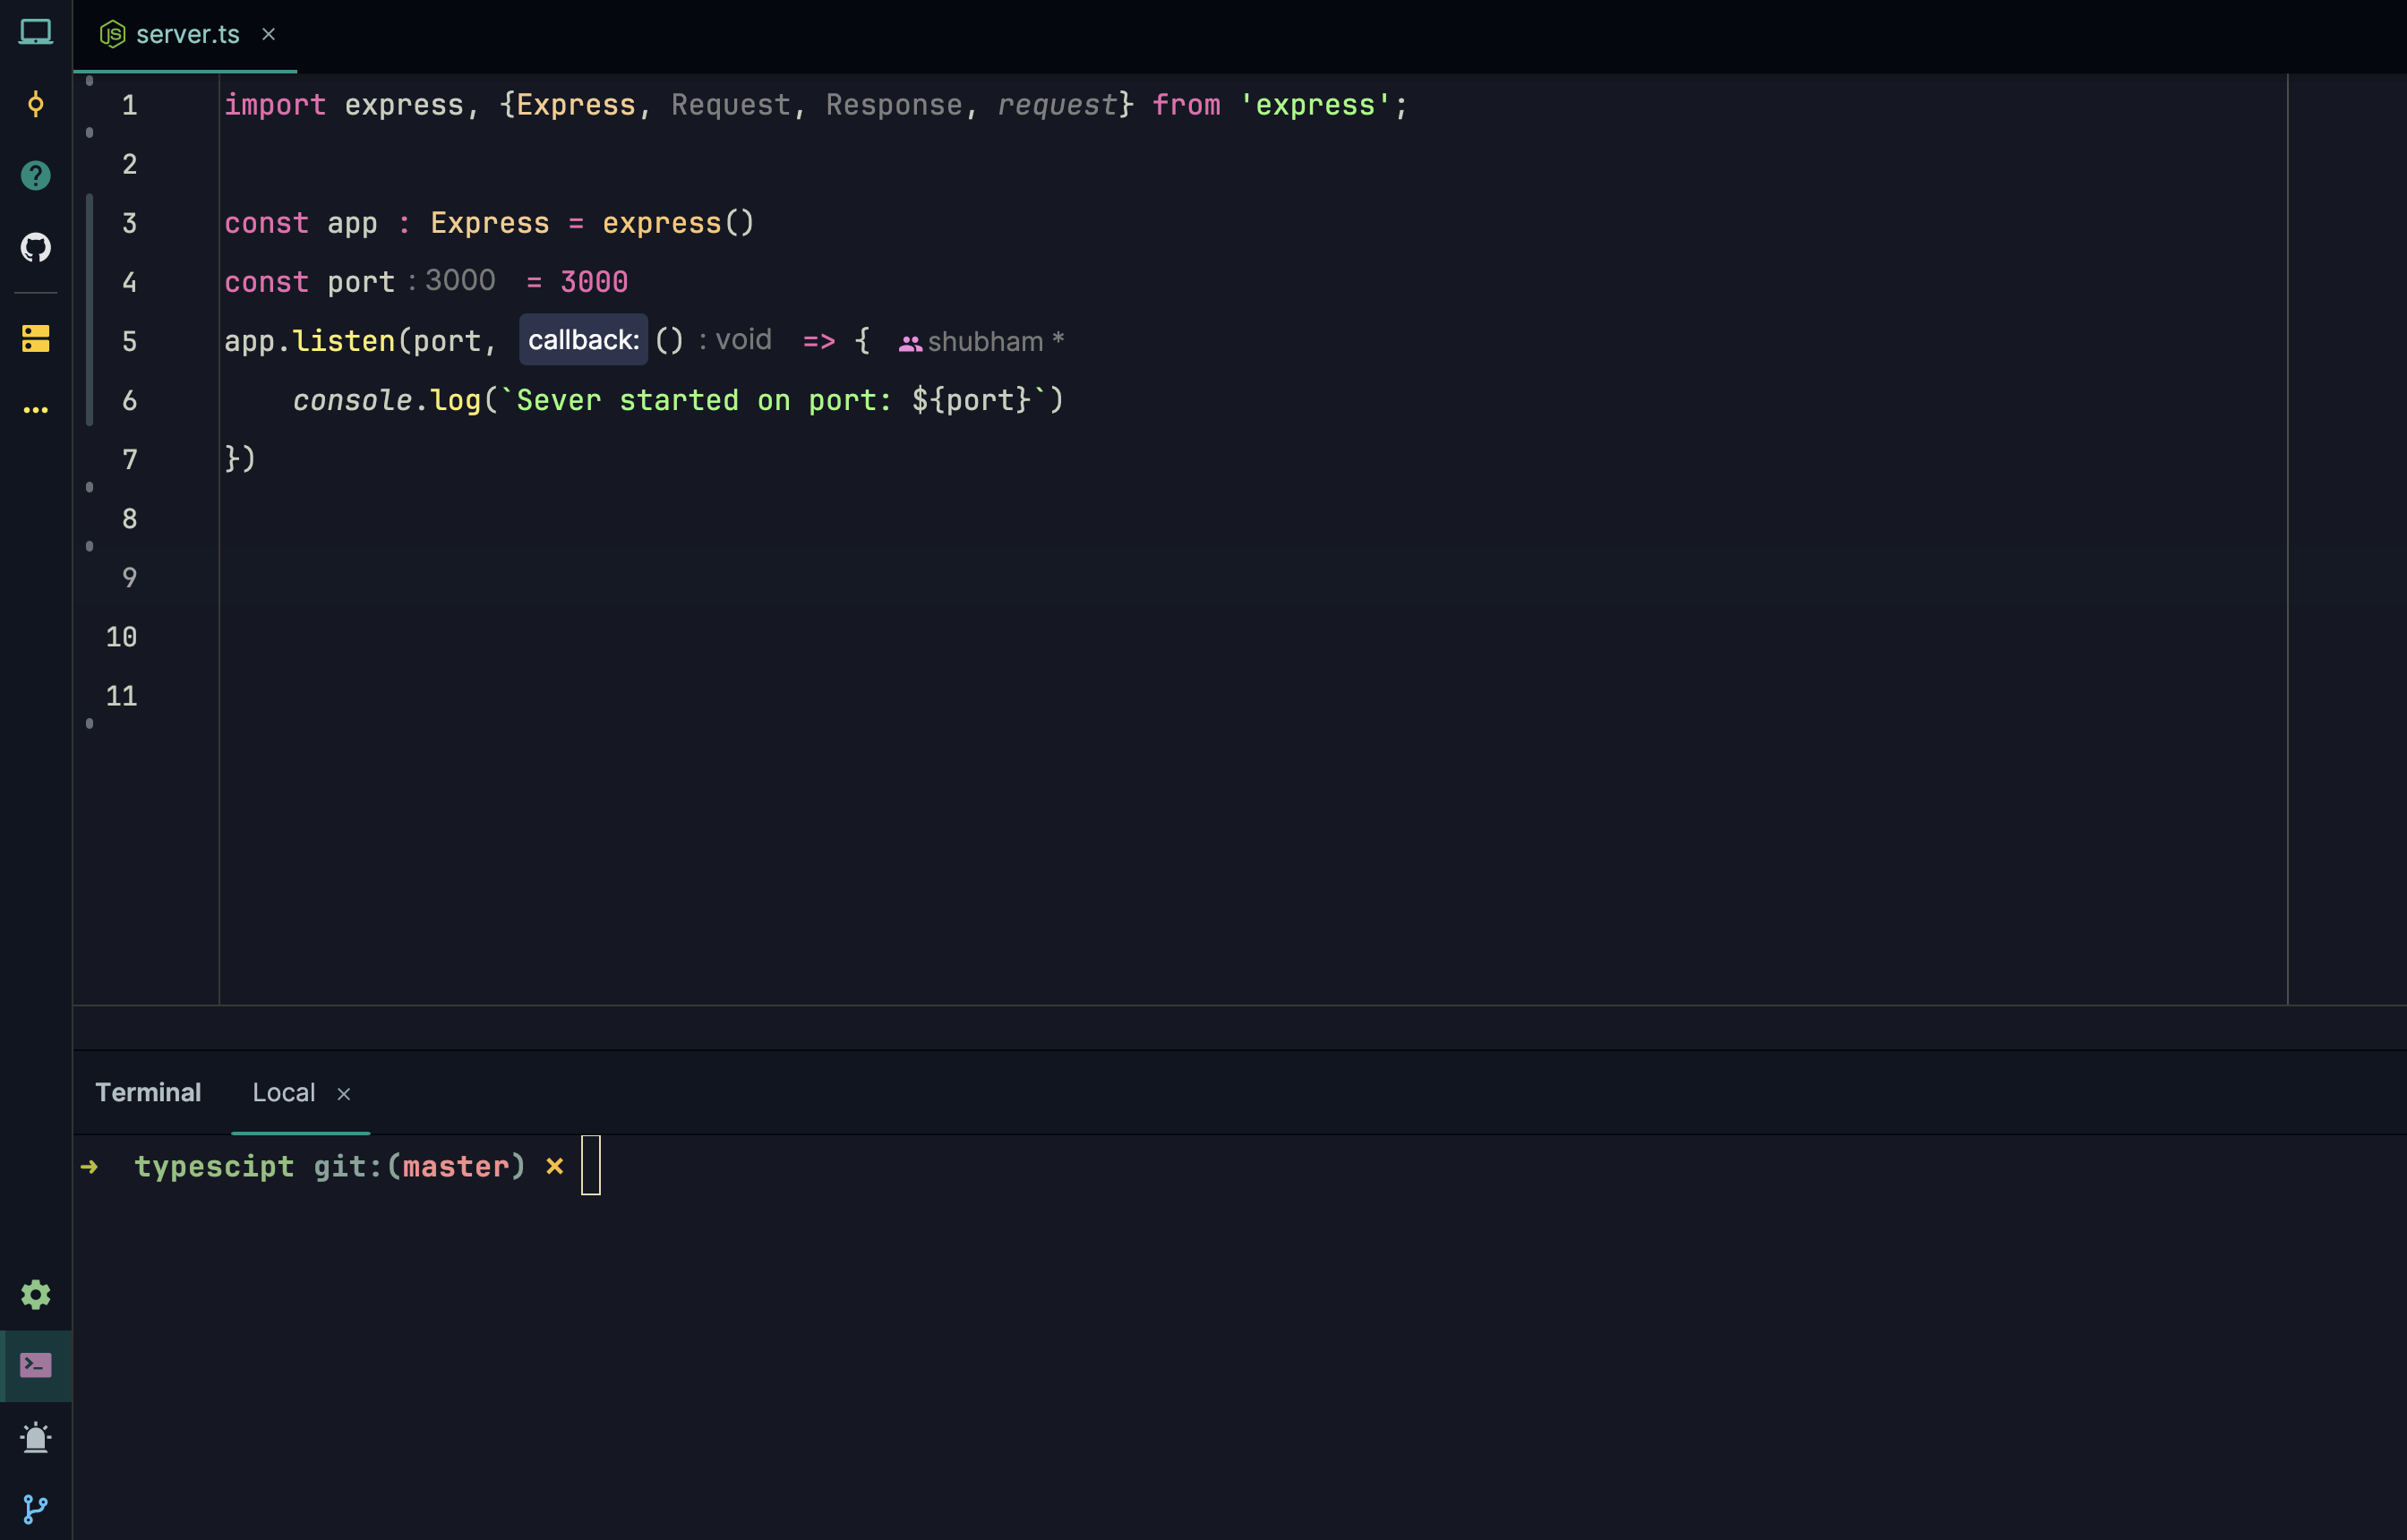 server.ts ×
1 import express, {Express, Request, Response, request} from 'express';
2
3 const app : Express = express()
4 const port : 3000 = 3000
5 app.listen(port, callback: () : void => { shubham *
6 console.log(`Sever started on port: ${port}`)
7 })
8
9
10
11
Terminal Local ×
→ typescipt git:(master) ×